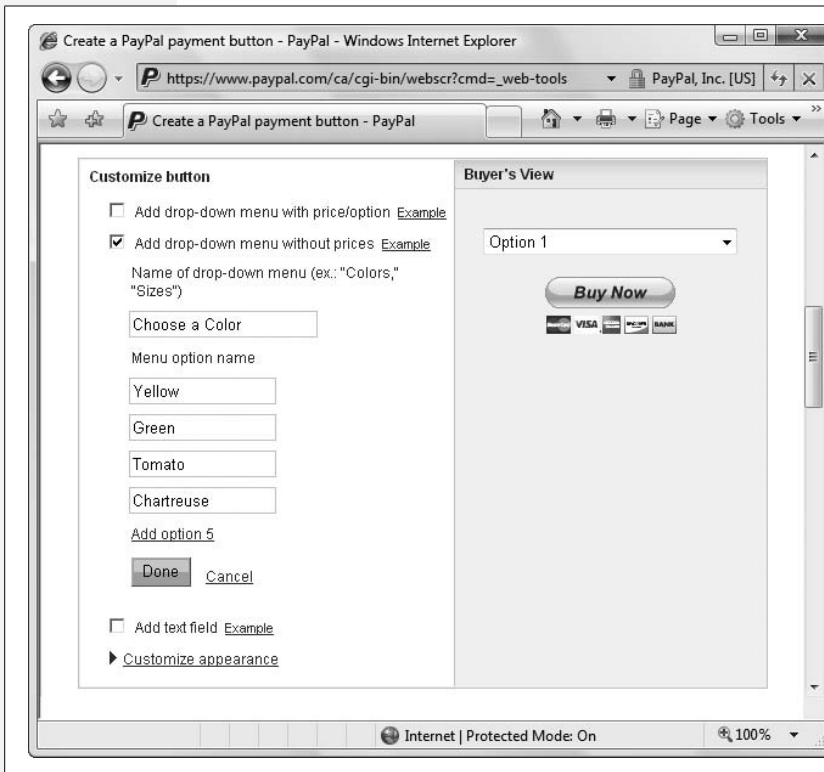 Create a PayPal payment button - PayPal - Windows Internet Explorer
https://www.paypal.com/ca/cgi-bin/webscr?cmd=_web-tools
PayPal, Inc. [US]
Create a PayPal payment button - PayPal
Page
Tools
»
Customize button
Add drop-down menu with price/option Example
Add drop-down menu without prices Example
Name of drop-down menu (ex.: "Colors,"
"Sizes")
Choose a Color
Menu option name
Yellow
Green
Tomato
Chartreuse
Add option 5
Done
Cancel
Add text field Example
Customize appearance
Buyer's View
Option 1
Buy Now
VISA
BANK
Internet | Protected Mode: On
100%